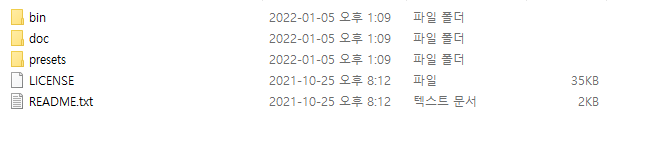 bin 2022-01-05 오후 1:09 파일 폴더
doc 2022-01-05 오후 1:09 파일 폴더
presets 2022-01-05 오후 1:09 파일 폴더
LICENSE 2021-10-25 오후 8:12 파일 35KB
README.txt 2021-10-25 오후 8:12 텍스트 문서 2KB